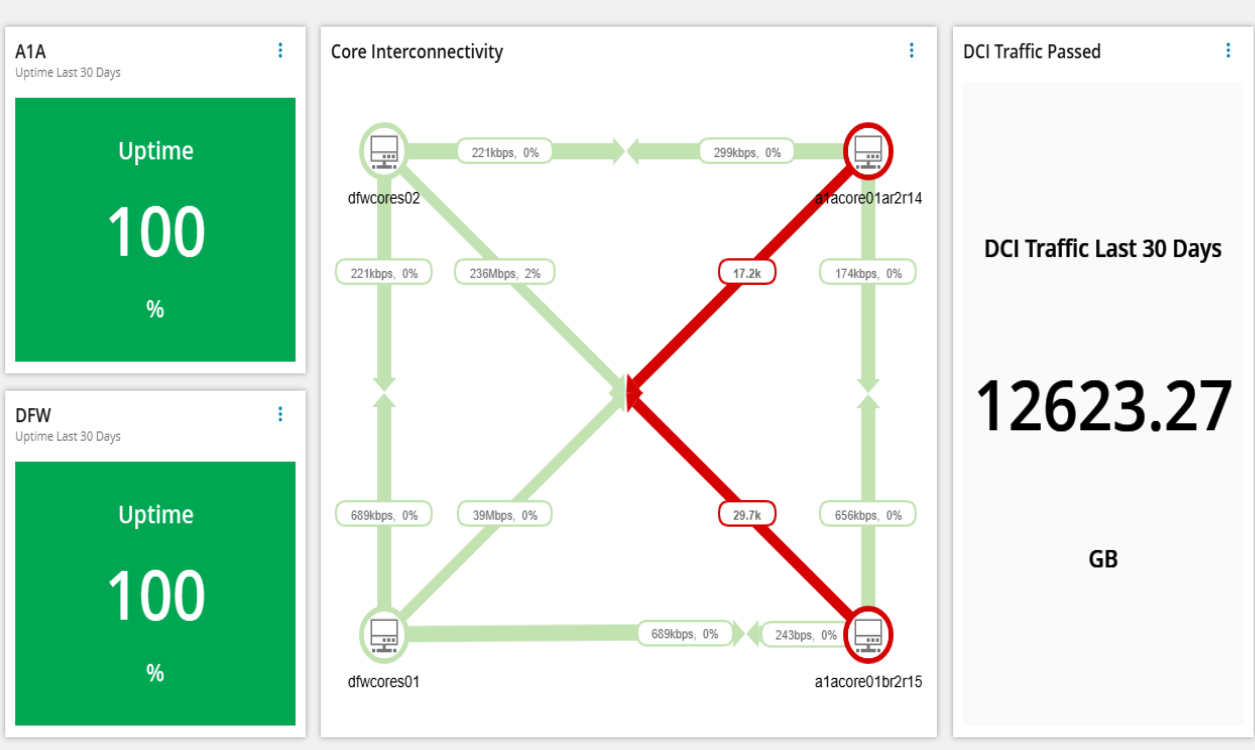 A1A
Uptime Last 30 Days
Uptime
100
%
DFW
Uptime Last 30 Days
Uptime
100
%
Core Interconnectivity
221kbps, 0%
299kbps, 0%
dfwcores02
a1acore01ar2r14
221kbps, 0%
236Mbps, 2%
17.2k
174kbps, 0%
689kbps, 0%
39Mbps, 0%
29.7k
656kbps, 0%
689kbps, 0%
243bps, 0%
dfwcores01
a1acore01br2r15
DCI Traffic Passed
DCI Traffic Last 30 Days
12623.27
GB